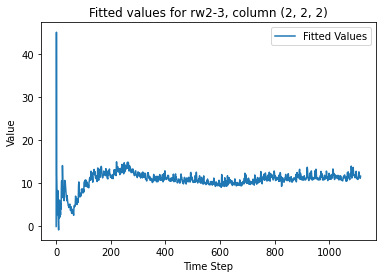 Fitted values for rw2-3, column (2, 2, 2)
Fitted Values
Value
40
30
20
10
0
0 200 400 600 800 1000
Time Step